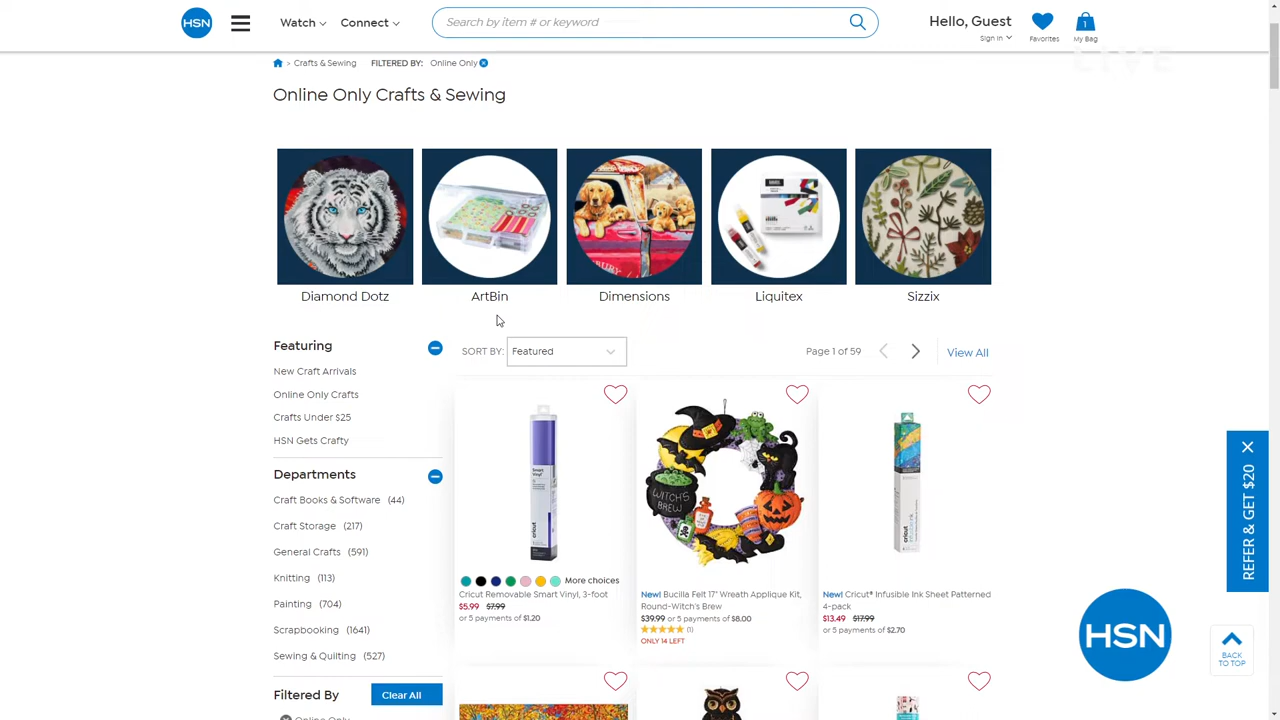 HSN
Watch
Connect
Search by item # or keyword
Hello, Guest
Sign In
Favorites
1
My Bag
LIVE
> Crafts & Sewing
FILTERED BY:
Online Only
Online Only Crafts & Sewing
Diamond Dotz
ArtBin
Dimensions
Liquitex
Sizzix
Featuring
New Craft Arrivals
Online Only Crafts
Crafts Under $25
HSN Gets Crafty
Departments
Craft Books & Software (44)
Craft Storage (217)
General Crafts (591)
Knitting (113)
Painting (704)
Scrapbooking (1641)
Sewing & Quilting (527)
Filtered By
Clear All
Online Only
SORT BY:
Featured
Page 1 of 59
View All
More choices
Cricut Removable Smart Vinyl, 3-foot
$5.99 $7.99
or 5 payments of $1.20
WITCH'S
BREW
New! Bucilla Felt 17" Wreath Applique Kit,
Round-Witch's Brew
$39.99 or 5 payments of $8.00
(1)
ONLY 14 LEFT
New! Cricut® Infusible Ink Sheet Patterned
4-pack
$13.49 $17.99
or 5 payments of $2.70
REFER & GET $20
HSN
BACK
TO TOP